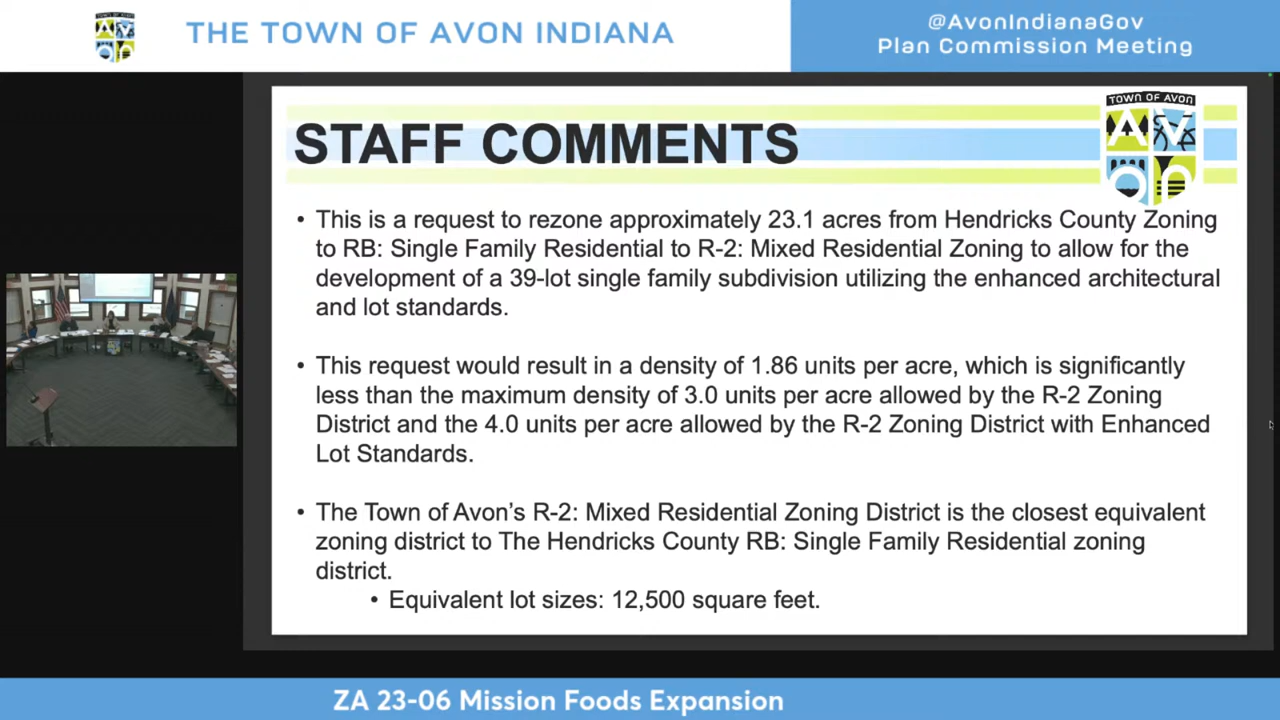 THE TOWN OF AVON INDIANA
@AvonIndianaGov
Plan Commission Meeting
STAFF COMMENTS
TOWN OF AVON
Avon
• This is a request to rezone approximately 23.1 acres from Hendricks County Zoning
to RB: Single Family Residential to R-2: Mixed Residential Zoning to allow for the
development of a 39-lot single family subdivision utilizing the enhanced architectural
and lot standards.
• This request would result in a density of 1.86 units per acre, which is significantly
less than the maximum density of 3.0 units per acre allowed by the R-2 Zoning
District and the 4.0 units per acre allowed by the R-2 Zoning District with Enhanced
Lot Standards.
• The Town of Avon’s R-2: Mixed Residential Zoning District is the closest equivalent
zoning district to The Hendricks County RB: Single Family Residential zoning
district.
• Equivalent lot sizes: 12,500 square feet.
ZA 23-06 Mission Foods Expansion